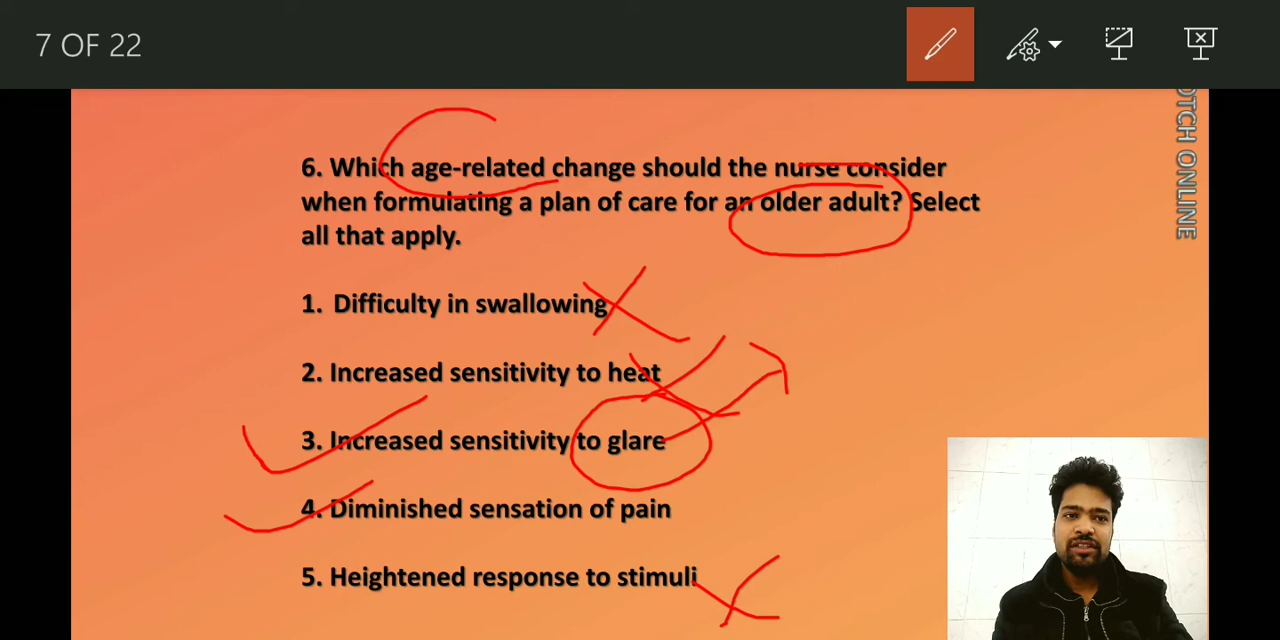 7 OF 22
OTCH ONLINE
6. Which age-related change should the nurse consider
when formulating a plan of care for an older adult? Select
all that apply.
1. Difficulty in swallowing
2. Increased sensitivity to heat
3. Increased sensitivity to glare
4. Diminished sensation of pain
5. Heightened response to stimuli